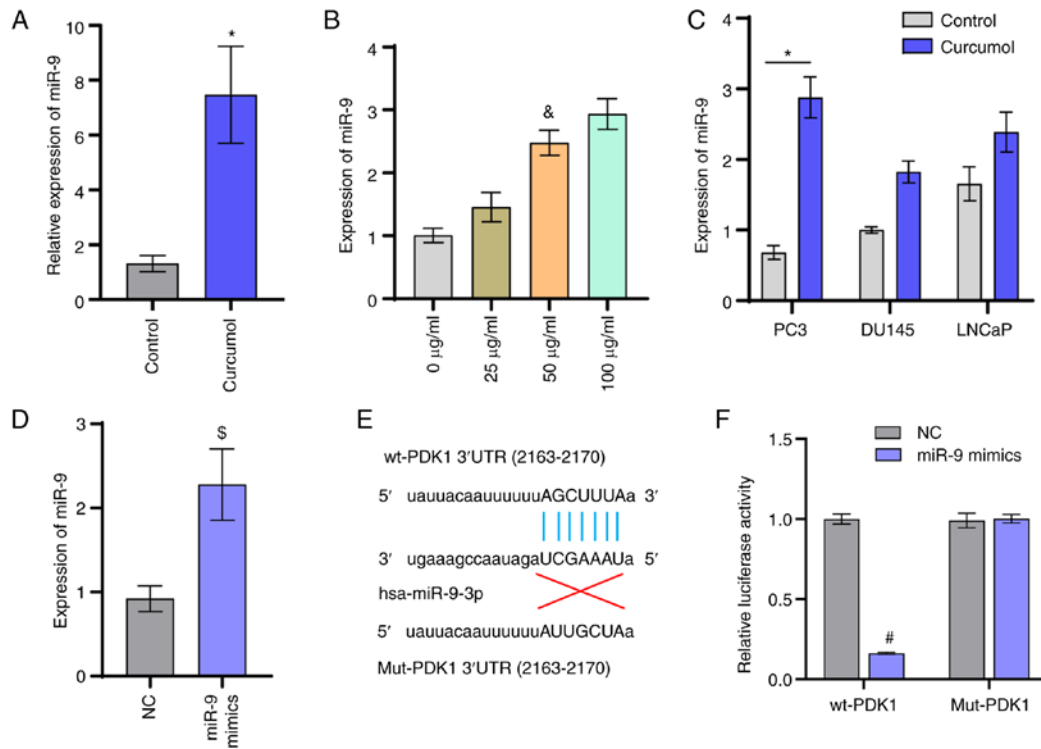 A
Relative expression of miR-9
10
8
6
4
2
0
*
Control
Curcumol
B
Expression of miR-9
4
3
2
1
0
&
0 μg/ml
25 μg/ml
50 μg/ml
100 μg/ml
C
Control
Curcumol
Expression of miR-9
4
3
2
1
0
*
PC3
DU145
LNCaP
D
Expression of miR-9
3
2
1
0
$
NC
miR-9
mimics
E
wt-PDK1 3′UTR (2163-2170)
5′ uauuacaauuuuuuAGCUUUAa 3′
3′ ugaaagccaauagaUCGAAAUa 5′
hsa-miR-9-3p
5′ uauuacaauuuuuuAUUGCUAa
Mut-PDK1 3′UTR (2163-2170)
F
NC
miR-9 mimics
Relative luciferase activity
1.5
1.0
0.5
0.0
#
wt-PDK1
Mut-PDK1